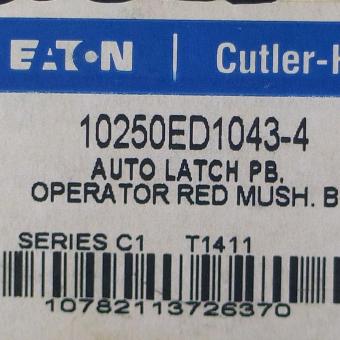 EATON | Cutler-H
10250ED1043-4
AUTO LATCH PB.
OPERATOR RED MUSH. B
SERIES C1 T1411
10782113726370